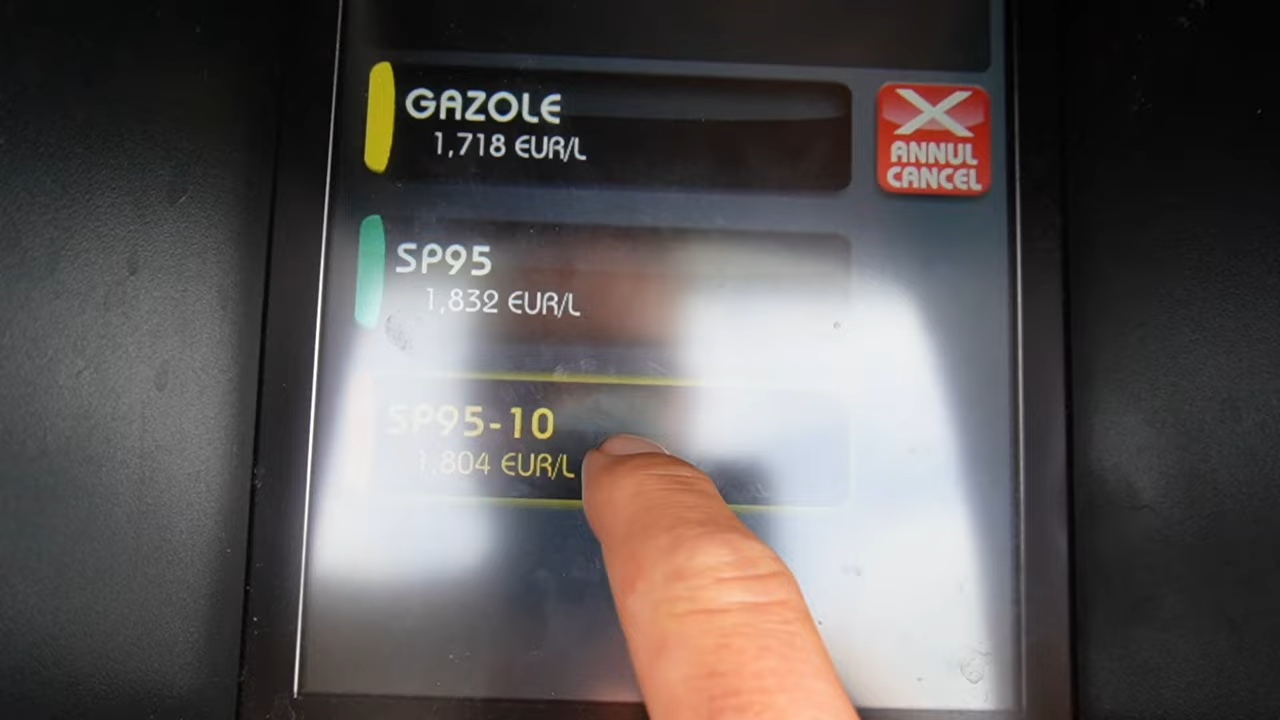 GAZOLE
1,718 EUR/L
ANNUL
CANCEL
SP95
1,832 EUR/L
SP95-10
1,804 EUR/L